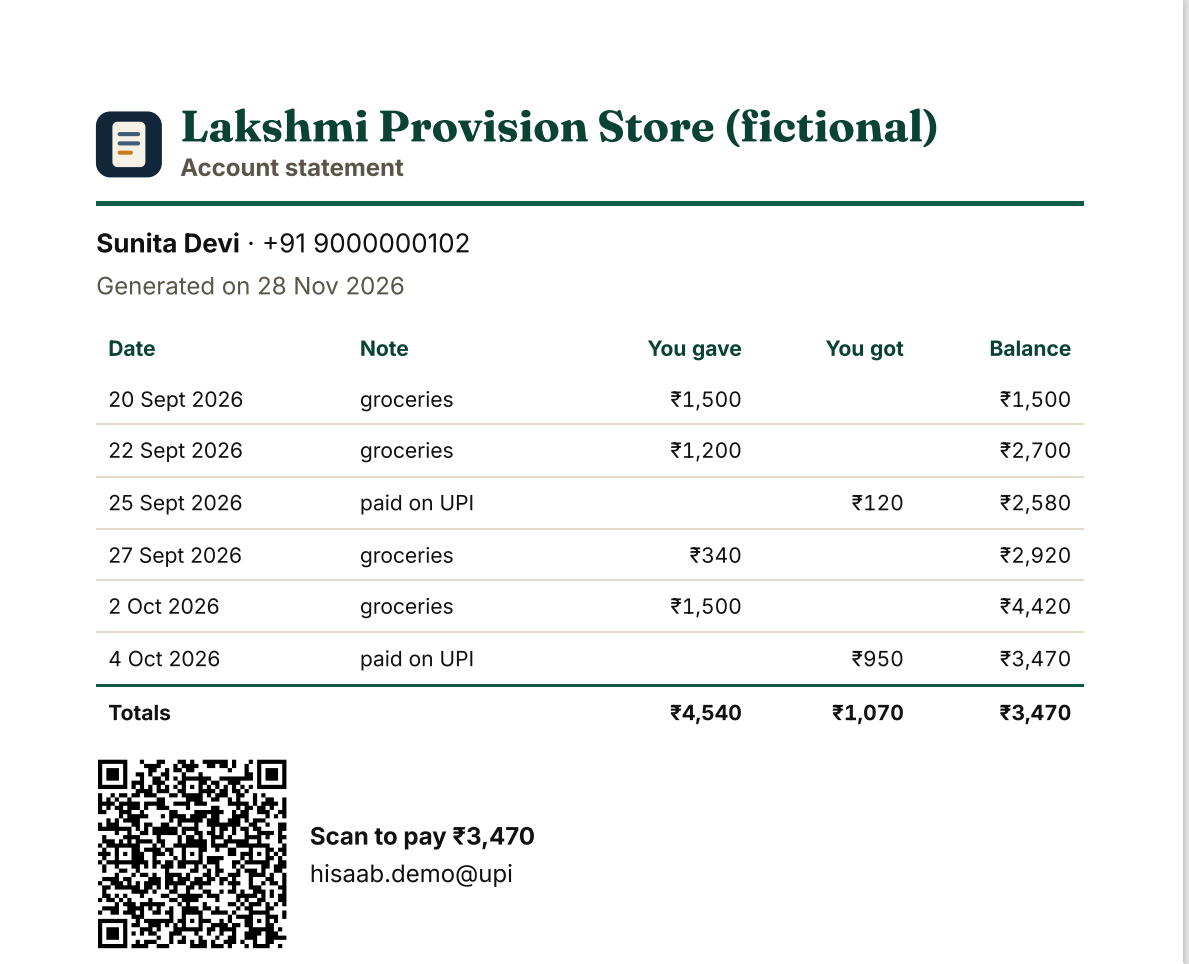 Lakshmi Provision Store (fictional)
Account statement
Sunita Devi · +91 9000000102
Generated on 28 Nov 2026
Date Note You gave You got Balance
20 Sept 2026 groceries ₹1,500 ₹1,500
22 Sept 2026 groceries ₹1,200 ₹2,700
25 Sept 2026 paid on UPI ₹120 ₹2,580
27 Sept 2026 groceries ₹340 ₹2,920
2 Oct 2026 groceries ₹1,500 ₹4,420
4 Oct 2026 paid on UPI ₹950 ₹3,470
Totals ₹4,540 ₹1,070 ₹3,470
Scan to pay ₹3,470
hisaab.demo@upi